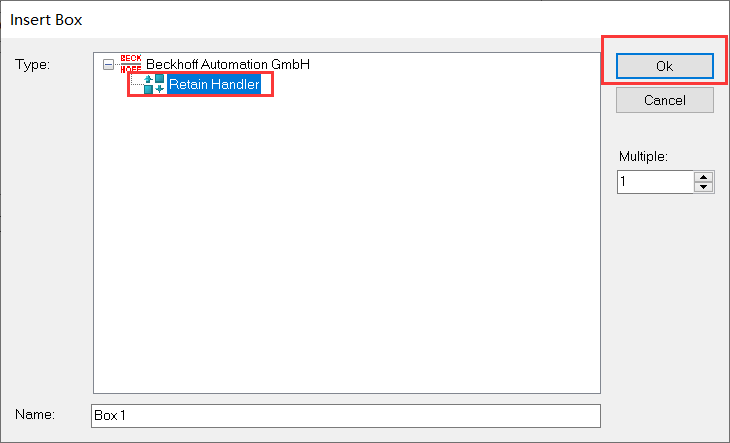 Insert Box
Type:
BECK
HOFF
Beckhoff Automation GmbH
Retain Handler
Ok
Cancel
Multiple:
1
Name:
Box 1